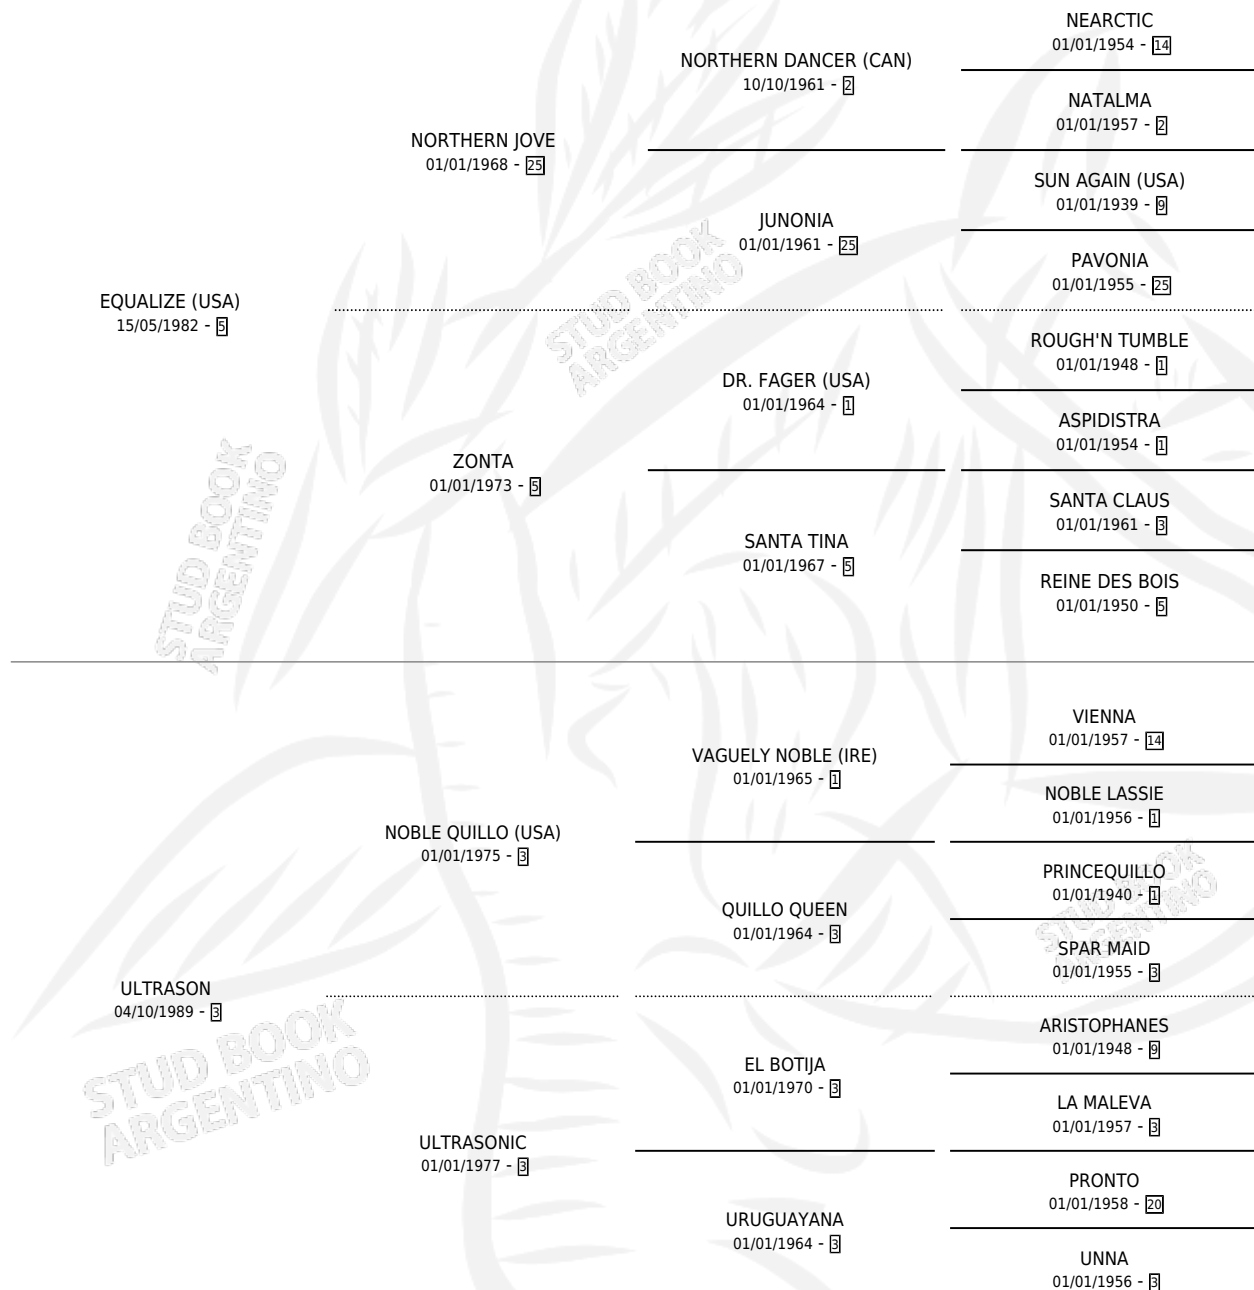 NEARCTIC
01/01/1954 - 14
NORTHERN DANCER (CAN)
10/10/1961 - 2
NATALMA
01/01/1957 - 2
NORTHERN JOVE
01/01/1968 - 25
SUN AGAIN (USA)
01/01/1939 - 9
JUNONIA
01/01/1961 - 25
PAVONIA
01/01/1955 - 25
EQUALIZE (USA)
15/05/1982 - 5
STUD BOOK
ARGENTINO
ROUGH'N TUMBLE
01/01/1948 - 1
DR. FAGER (USA)
01/01/1964 - 1
ASPIDISTRA
01/01/1954 - 1
ZONTA
01/01/1973 - 5
SANTA CLAUS
01/01/1961 - 3
SANTA TINA
01/01/1967 - 5
REINE DES BOIS
01/01/1950 - 5
STUD BOOK
ARGENTINO
VIENNA
01/01/1957 - 14
VAGUELY NOBLE (IRE)
01/01/1965 - 1
NOBLE LASSIE
01/01/1956 - 1
NOBLE QUILLO (USA)
01/01/1975 - 3
PRINCEQUILLO
01/01/1940 - 1
QUILLO QUEEN
01/01/1964 - 3
STUD BOOK
ARGENTINO
SPAR MAID
01/01/1955 - 3
ULTRASON
04/10/1989 - 3
STUD BOOK
ARGENTINO
ARISTOPHANES
01/01/1948 - 9
EL BOTIJA
01/01/1970 - 3
LA MALEVA
01/01/1957 - 3
ULTRASONIC
01/01/1977 - 3
PRONTO
01/01/1958 - 20
URUGUAYANA
01/01/1964 - 3
UNNA
01/01/1956 - 3